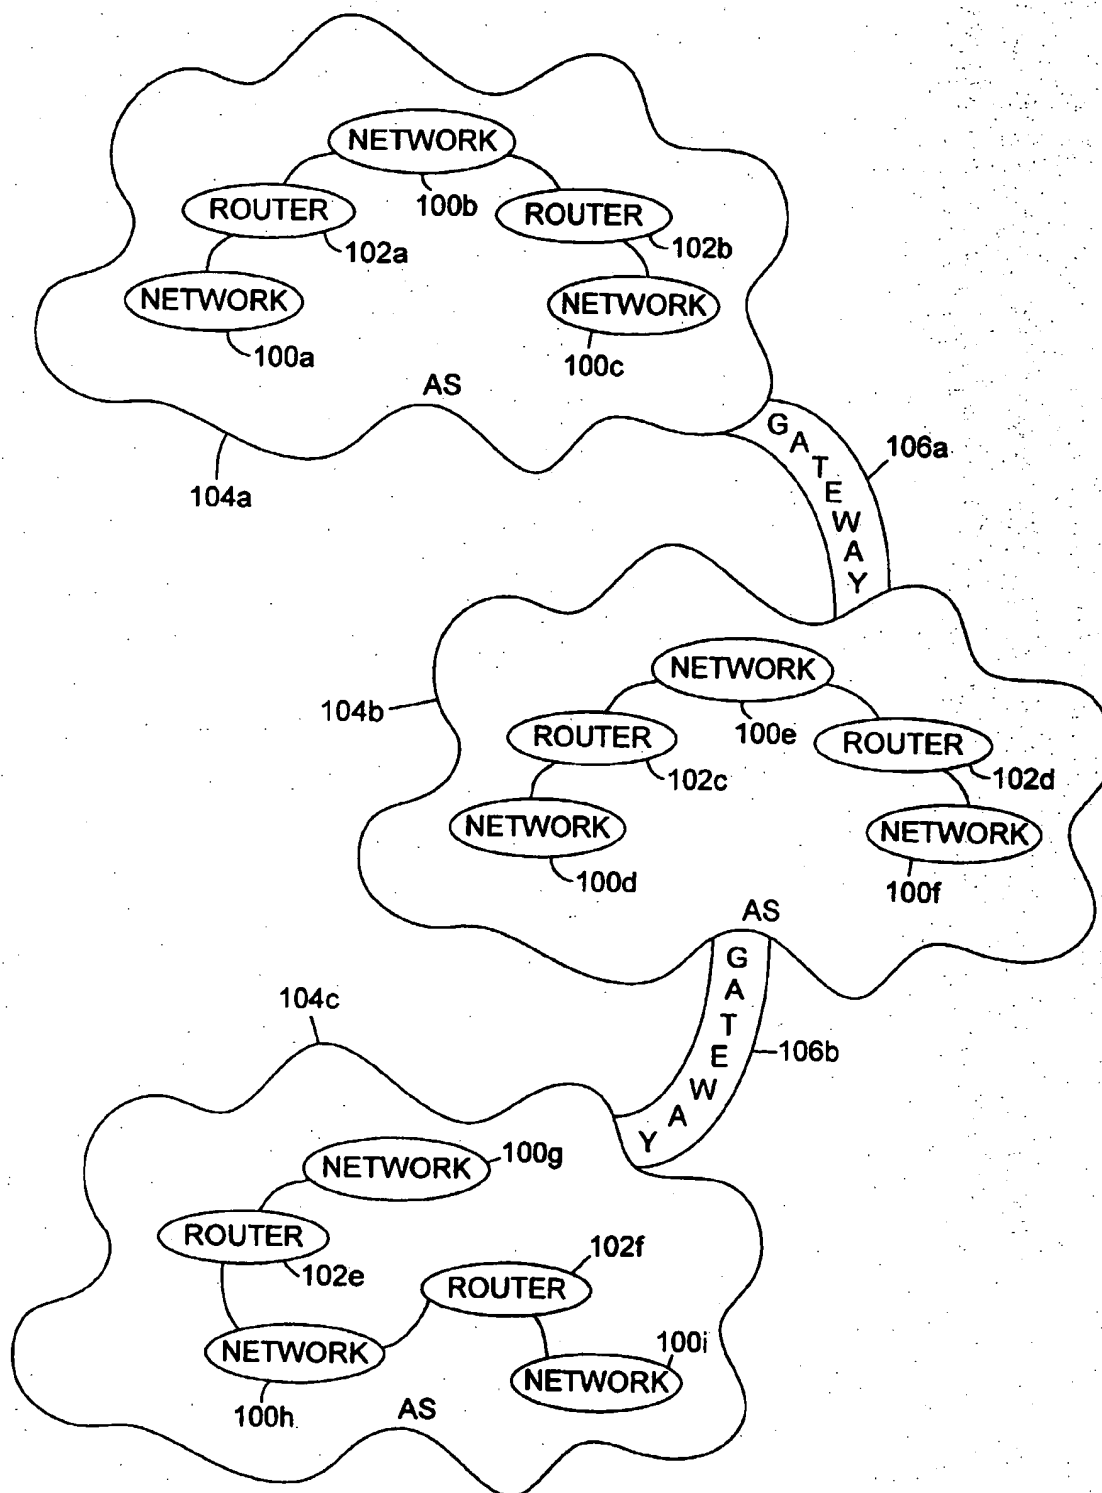 NETWORK
100b
ROUTER
102a
ROUTER
102b
NETWORK
100a
NETWORK
100c
AS
104a
GATEWAY
106a
104b
NETWORK
100e
ROUTER
102c
ROUTER
102d
NETWORK
100d
NETWORK
100f
AS
GATEWAY
106b
104c
NETWORK
100g
ROUTER
102e
ROUTER
102f
NETWORK
100h
NETWORK
100i
AS